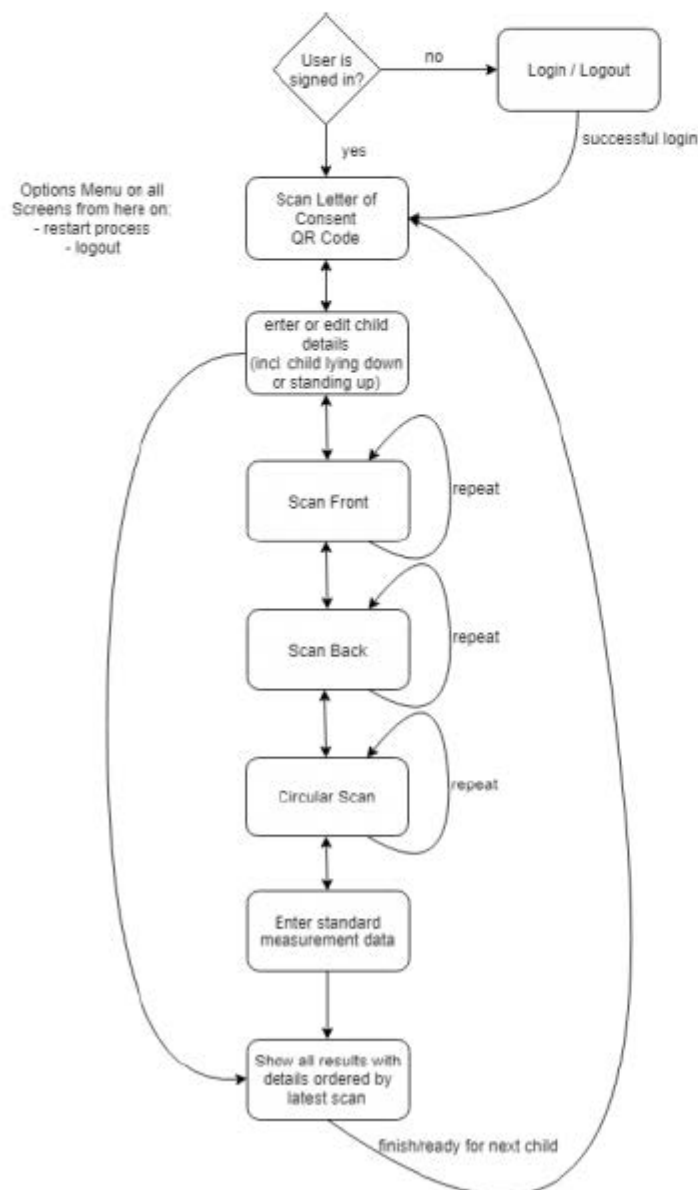 User is
signed in?
no
Login / Logout
successful login
yes
Options Menu on all
Screens from here on:
- restart process
- logout
Scan Letter of
Consent
QR Code
enter or edit child
details
(incl. child lying down
or standing up)
Scan Front
repeat
Scan Back
repeat
Circular Scan
repeat
Enter standard
measurement data
Show all results with
details ordered by
latest scan
finish/ready for next child